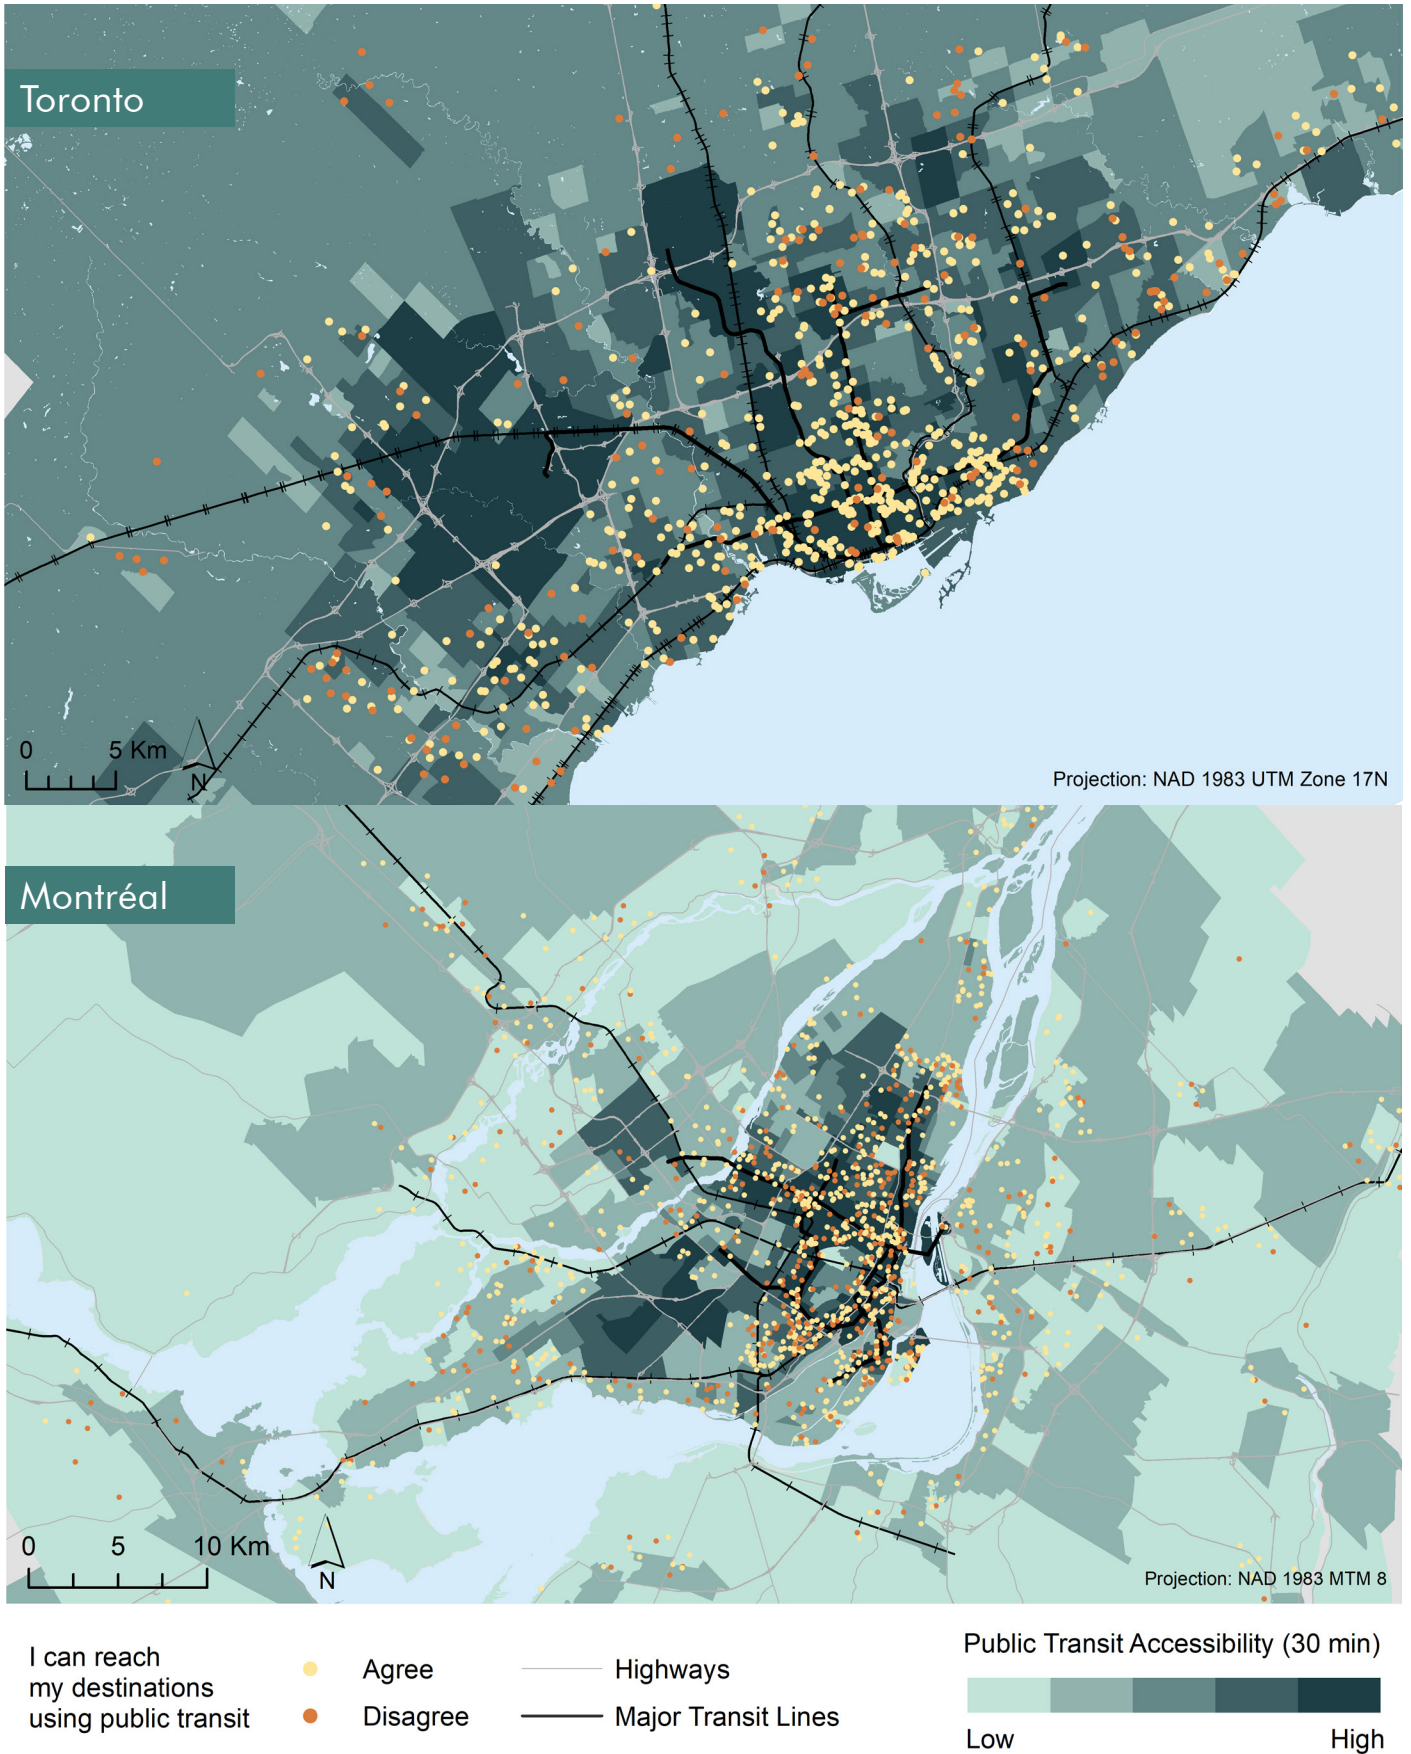 Toronto
0 5 Km
N
Projection: NAD 1983 UTM Zone 17N
Montréal
0 5 10 Km
N
Projection: NAD 1983 MTM 8
I can reach
my destinations
using public transit
Agree
Disagree
Highways
Major Transit Lines
Public Transit Accessibility (30 min)
Low High